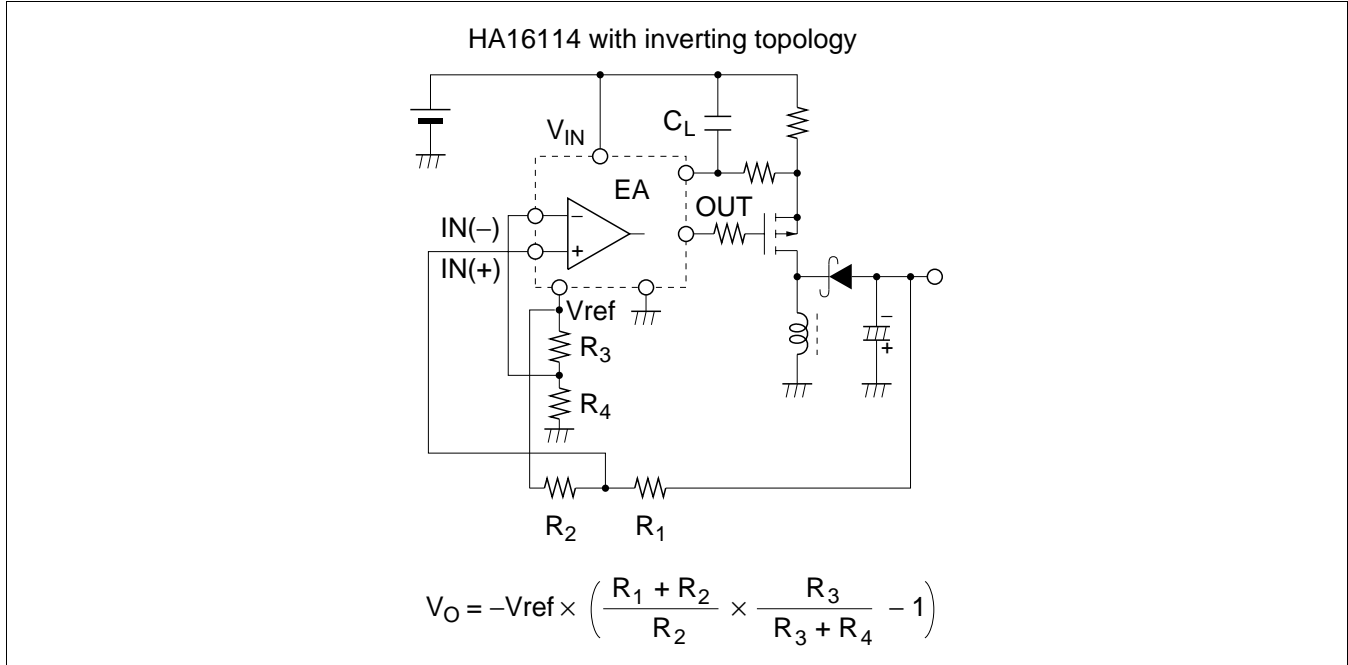 HA16114 with inverting topology
C_L
V_IN
EA
OUT
IN(−)
−
IN(+)
+
Vref
R_3
−
+
R_4
R_2 R_1
V_O = −Vref × ( (R_1 + R_2) / R_2 × R_3 / (R_3 + R_4) − 1 )